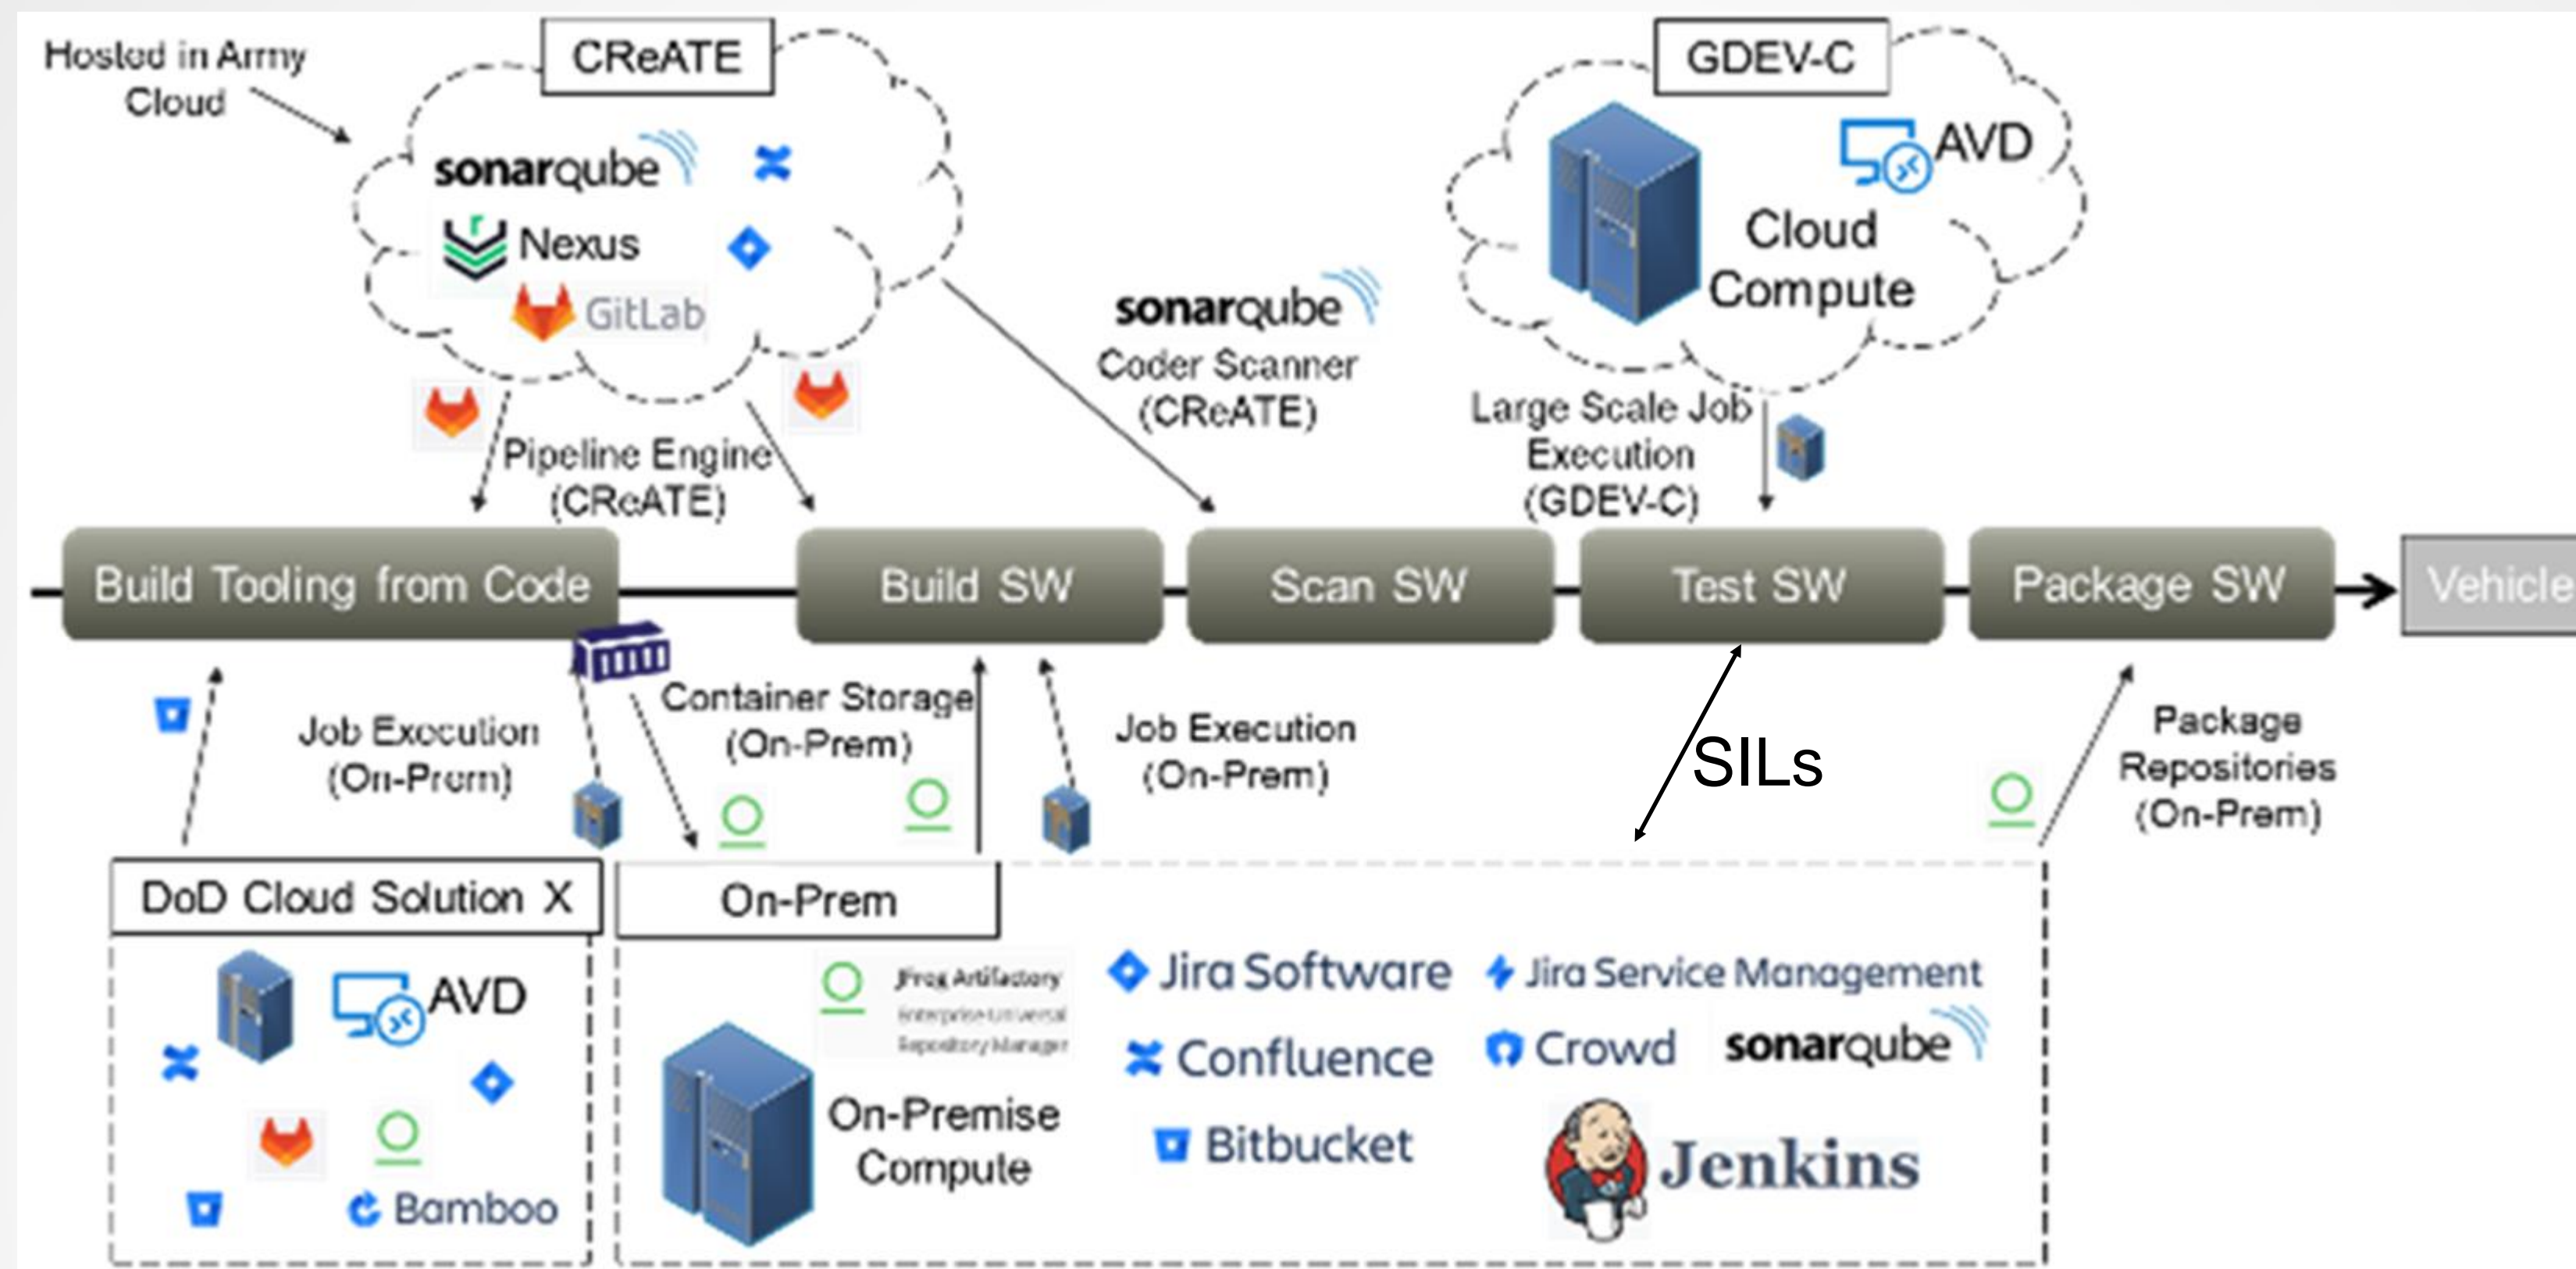 Hosted in Army
Cloud
CReATE
sonarqube
Nexus
GitLab
GDEV-C
AVD
Cloud
Compute
sonarqube
Coder Scanner
(CReATE)
Large Scale Job
Execution
(GDEV-C)
Pipeline Engine
(CReATE)
Build Tooling from Code
Build SW
Scan SW
Test SW
Package SW
Vehicle
Job Execution
(On-Prem)
Container Storage
(On-Prem)
Job Execution
(On-Prem)
SILs
Package
Repositories
(On-Prem)
DoD Cloud Solution X
AVD
Bamboo
On-Prem
JFrog Artifactory
Enterprise Universal
Repository Manager
On-Premise
Compute
Jira Software
Jira Service Management
Confluence
Crowd
sonarqube
Bitbucket
Jenkins